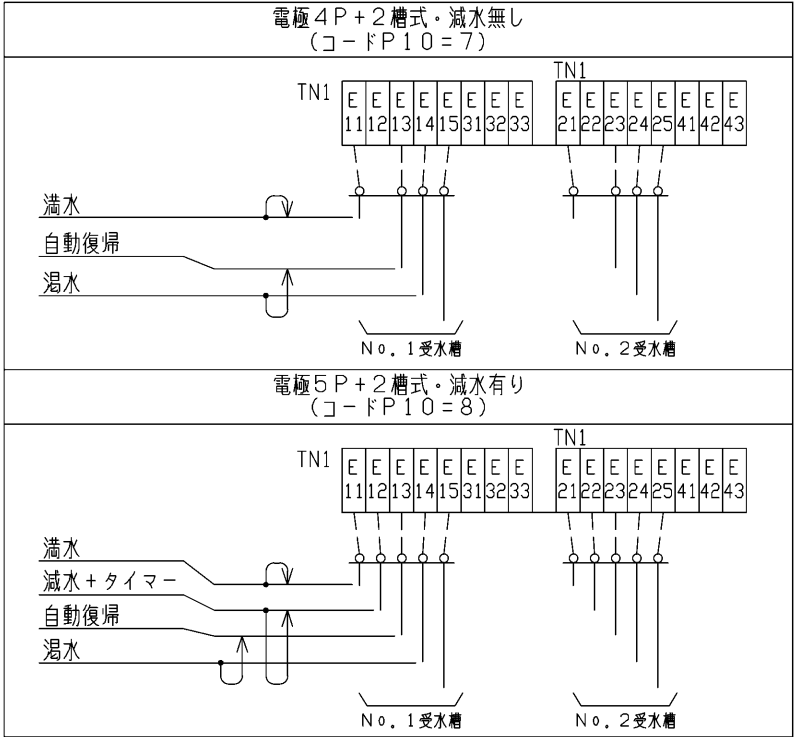 電極4P+2槽式・減水無し
(コードP10=7)
TN1
TN1
E E E E E E E E
11 12 13 14 15 31 32 33
E E E E E E E E
21 22 23 24 25 41 42 43
満水
自動復帰
渇水
No.1受水槽
No.2受水槽
電極5P+2槽式・減水有り
(コードP10=8)
TN1
TN1
E E E E E E E E
11 12 13 14 15 31 32 33
E E E E E E E E
21 22 23 24 25 41 42 43
満水
減水+タイマー
自動復帰
渇水
No.1受水槽
No.2受水槽